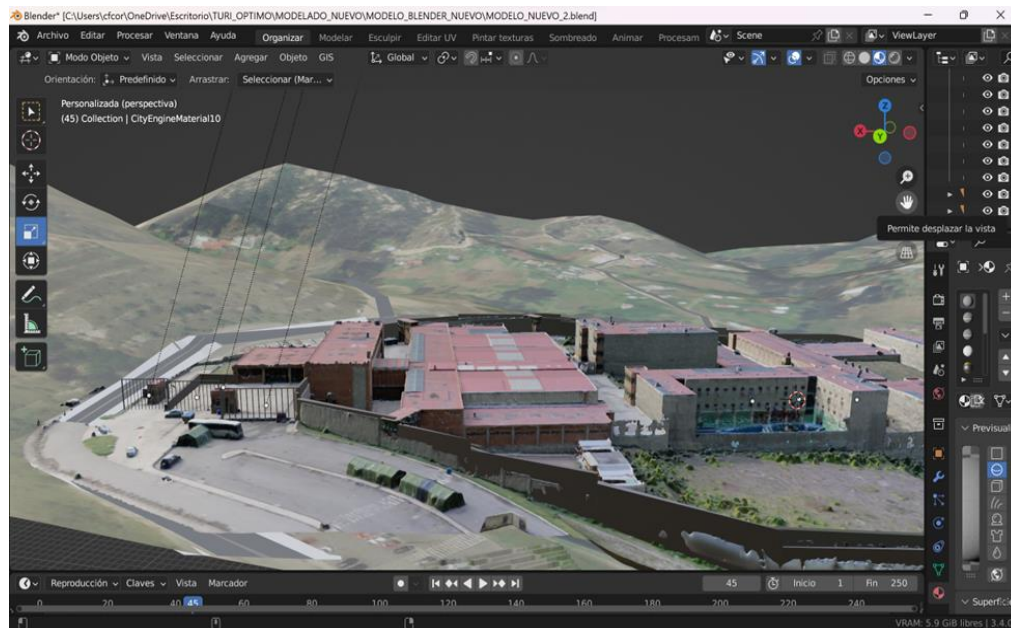 Blender* [C:\Users\cfcor\OneDrive\Escritorio\TURI_OPTIMO\MODELADO_NUEVO\MODELO_BLENDER_NUEVO\MODELO_NUEVO_2.blend]
Archivo Editar Procesar Ventana Ayuda Organizar Modelar Esculpir Editar UV Pintar texturas Sombreado Animar Procesam Scene ViewLayer
Modo Objeto Vista Seleccionar Agregar Objeto GIS Global
Orientación: Predefinido Arrastrar: Seleccionar (Mar... Opciones
Personalizada (perspectiva)
(45) Collection | CityEngineMaterial10
Z
X
Y
Permite desplazar la vista
Previsual
Reproducción Claves Vista Marcador 45 Inicio 1 Fin 250
0 20 40 45 60 80 100 120 140 160 180 200 220 240
Superfici
VRAM: 5.9 GiB libres | 3.4.0